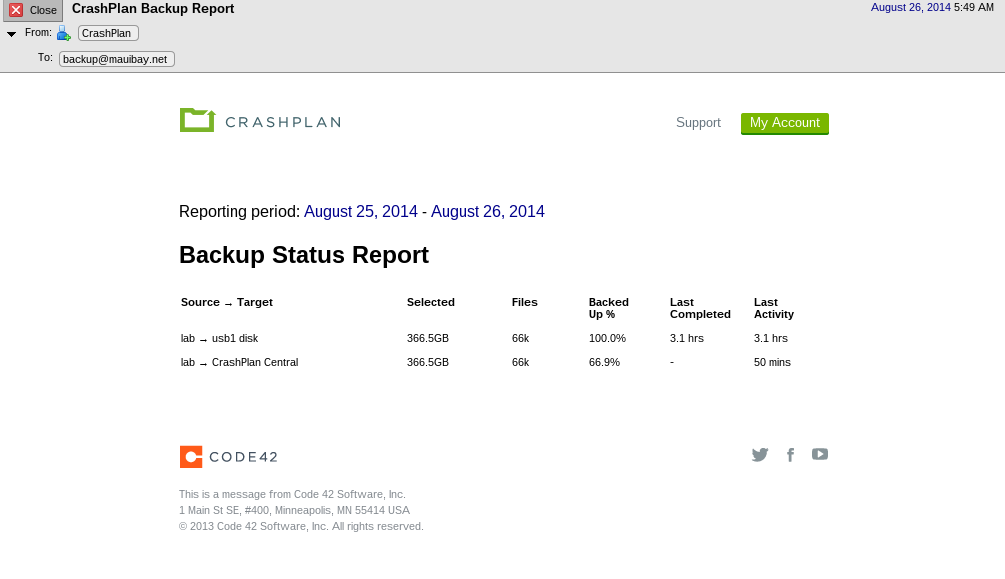 Close CrashPlan Backup Report August 26, 2014 5:49 AM
From: CrashPlan
To: backup@mauibay.net
CRASHPLAN Support My Account
Reporting period: August 25, 2014 - August 26, 2014
Backup Status Report
Source → Target Selected Files Backed Up % Last Completed Last Activity
lab → usb1 disk 366.5GB 66k 100.0% 3.1 hrs 3.1 hrs
lab → CrashPlan Central 366.5GB 66k 66.9% - 50 mins
CODE42
This is a message from Code 42 Software, Inc.
1 Main St SE, #400, Minneapolis, MN 55414 USA
© 2013 Code 42 Software, Inc. All rights reserved.